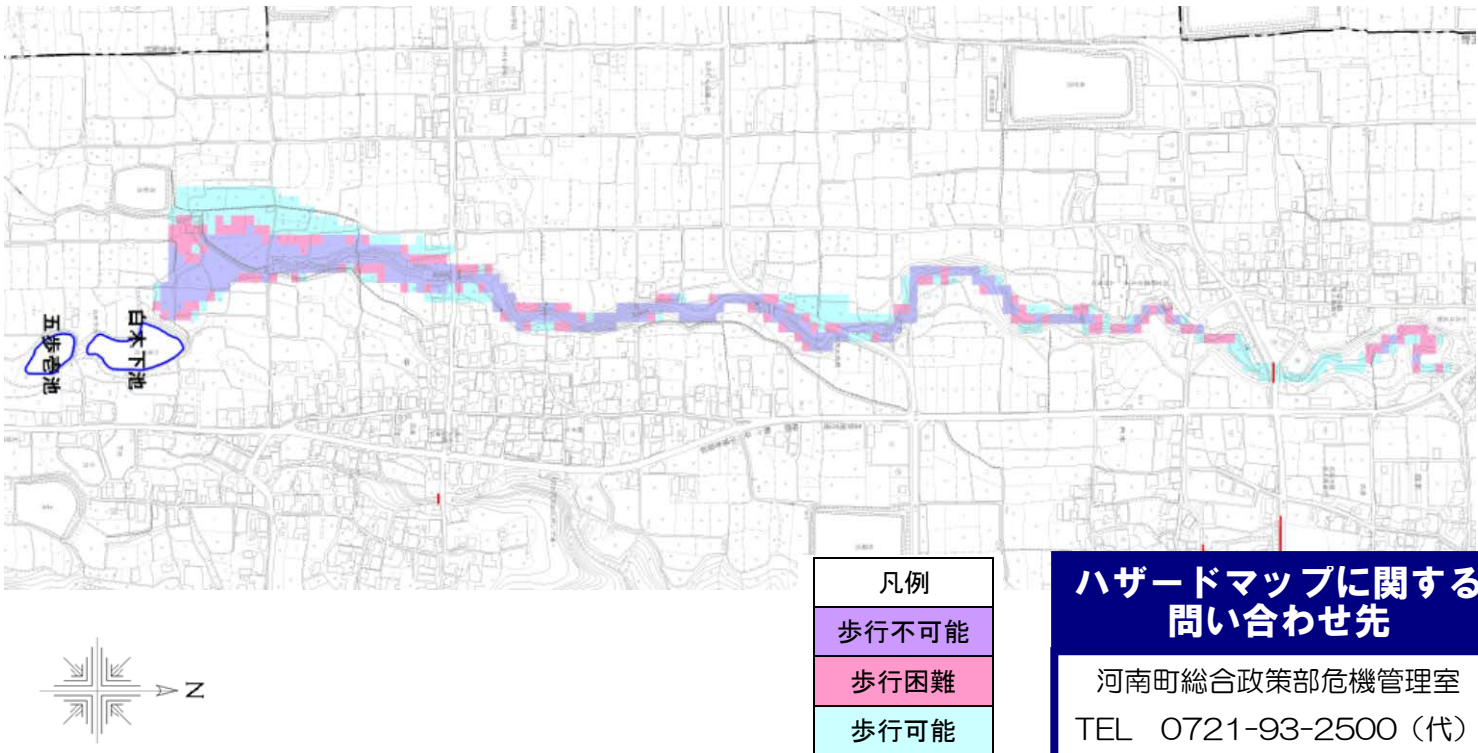 五歩壱池
白木下池
凡例
歩行不可能
歩行困難
歩行可能
ハザードマップに関する
問い合わせ先
河南町総合政策部危機管理室
TEL 0721-93-2500（代）
N